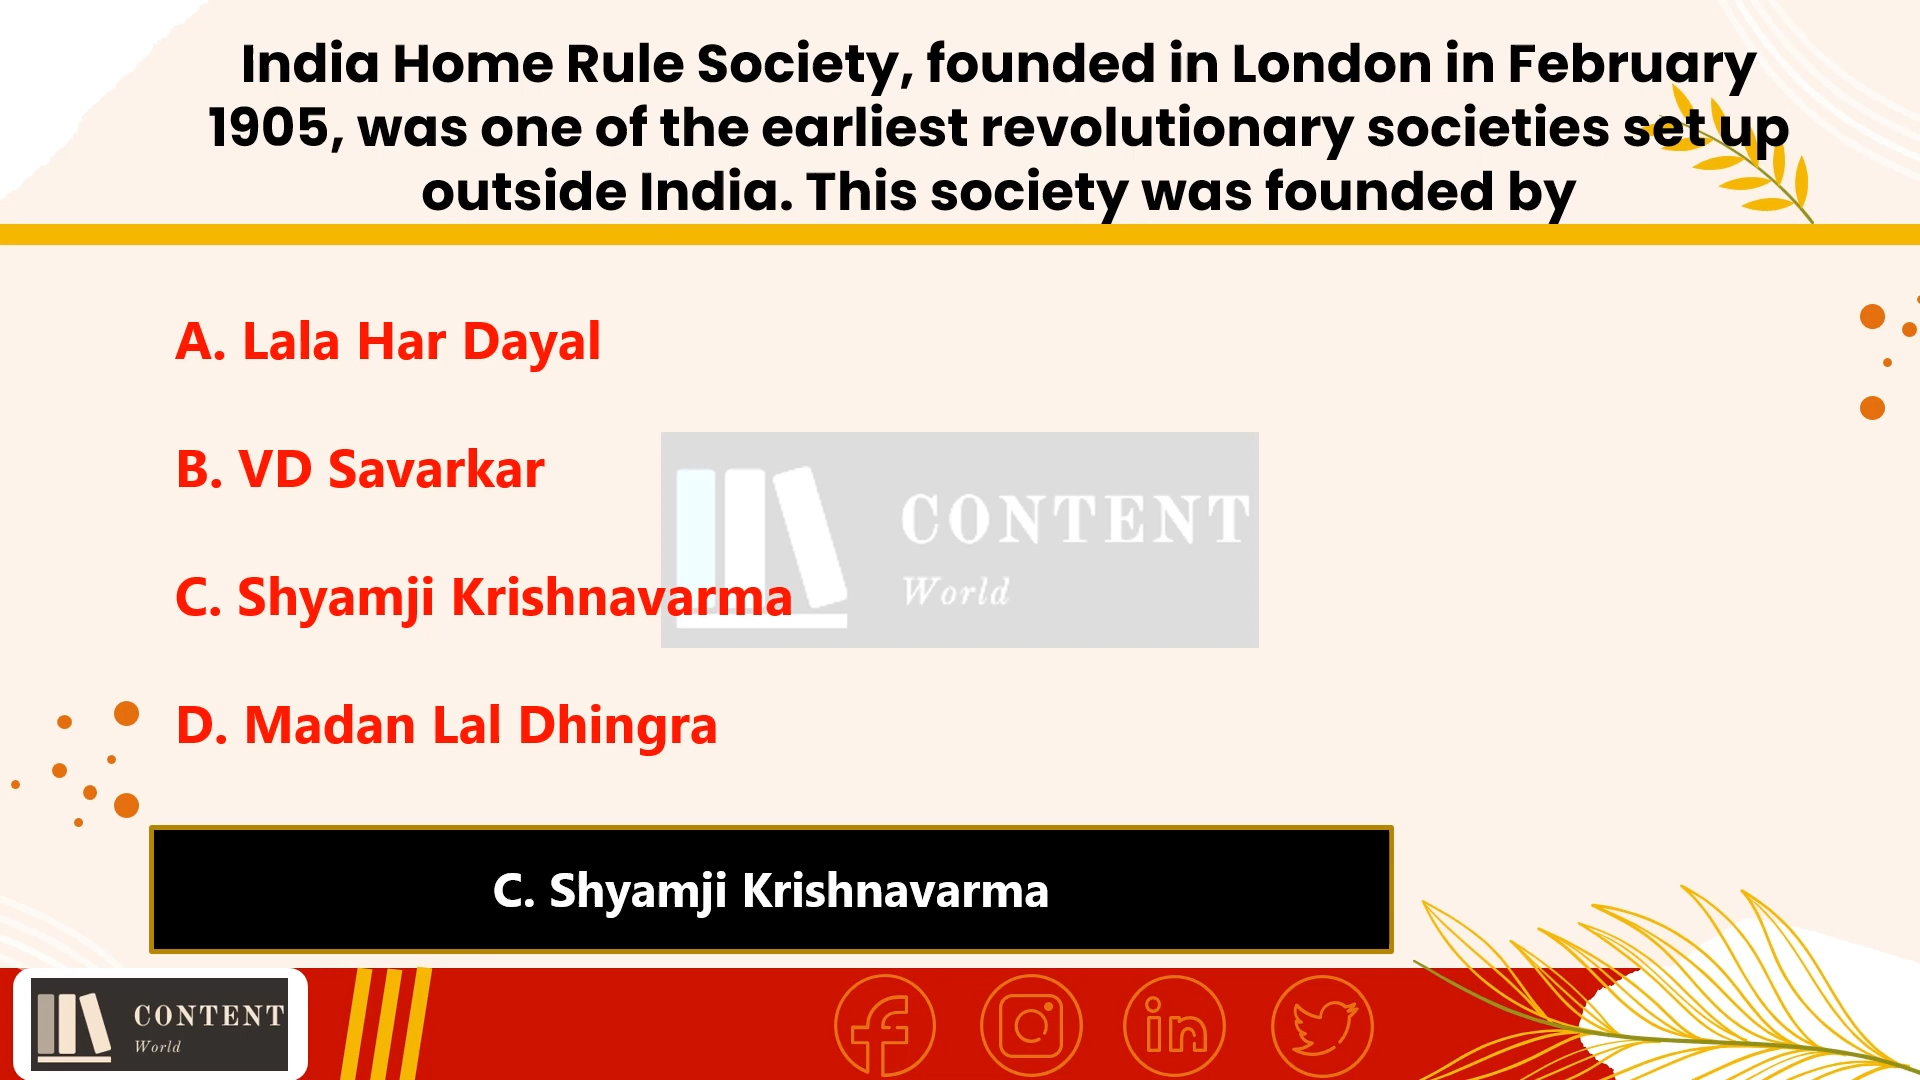 India Home Rule Society, founded in London in February
1905, was one of the earliest revolutionary societies set up
outside India. This society was founded by
A. Lala Har Dayal
B. VD Savarkar
CONTENT
World
C. Shyamji Krishnavarma
D. Madan Lal Dhingra
C. Shyamji Krishnavarma
CONTENT
World